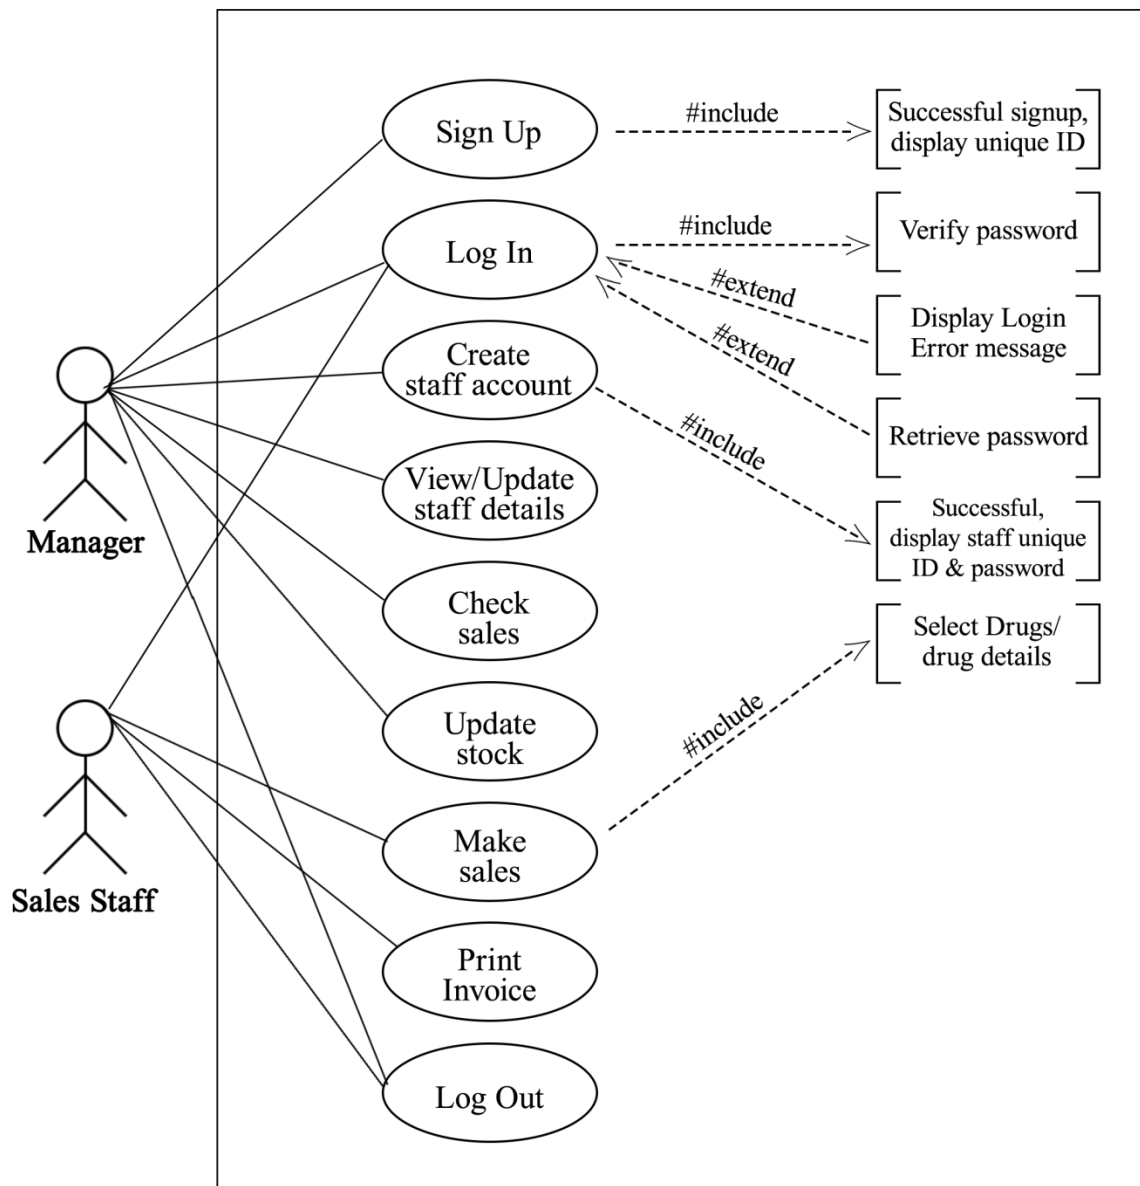 Sign Up
#include
Successful signup,
display unique ID
Log In
#include
Verify password
#extend
Display Login
Error message
#extend
Retrieve password
Create
staff account
#include
Successful,
display staff unique
ID & password
View/Update
staff details
Manager
Check
sales
Select Drugs/
drug details
Update
stock
#include
Make
sales
Sales Staff
Print
Invoice
Log Out